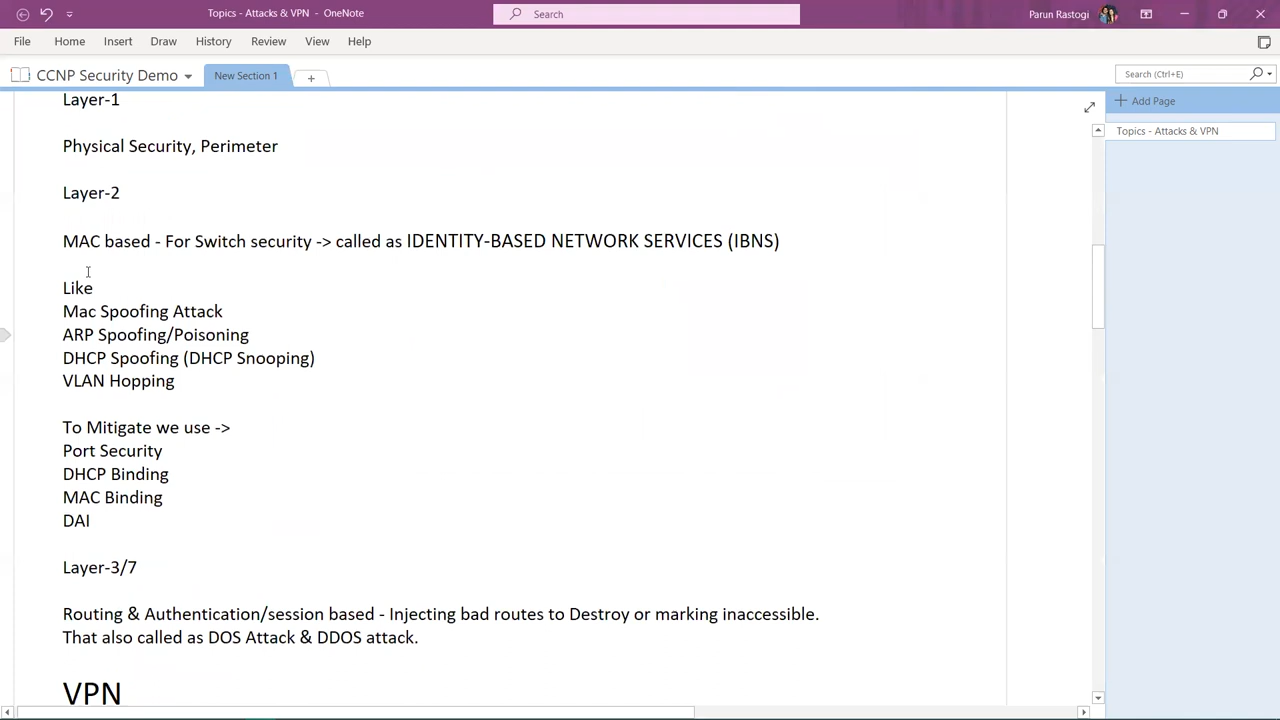 Topics - Attacks & VPN - OneNote
Search
Parun Rastogi
File Home Insert Draw History Review View Help
CCNP Security Demo
New Section 1
+
Search (Ctrl+E)
Add Page
Topics - Attacks & VPN
Layer-1
Physical Security, Perimeter
Layer-2
MAC based - For Switch security -> called as IDENTITY-BASED NETWORK SERVICES (IBNS)
Like
Mac Spoofing Attack
ARP Spoofing/Poisoning
DHCP Spoofing (DHCP Snooping)
VLAN Hopping
To Mitigate we use ->
Port Security
DHCP Binding
MAC Binding
DAI
Layer-3/7
Routing & Authentication/session based - Injecting bad routes to Destroy or marking inaccessible.
That also called as DOS Attack & DDOS attack.
VPN